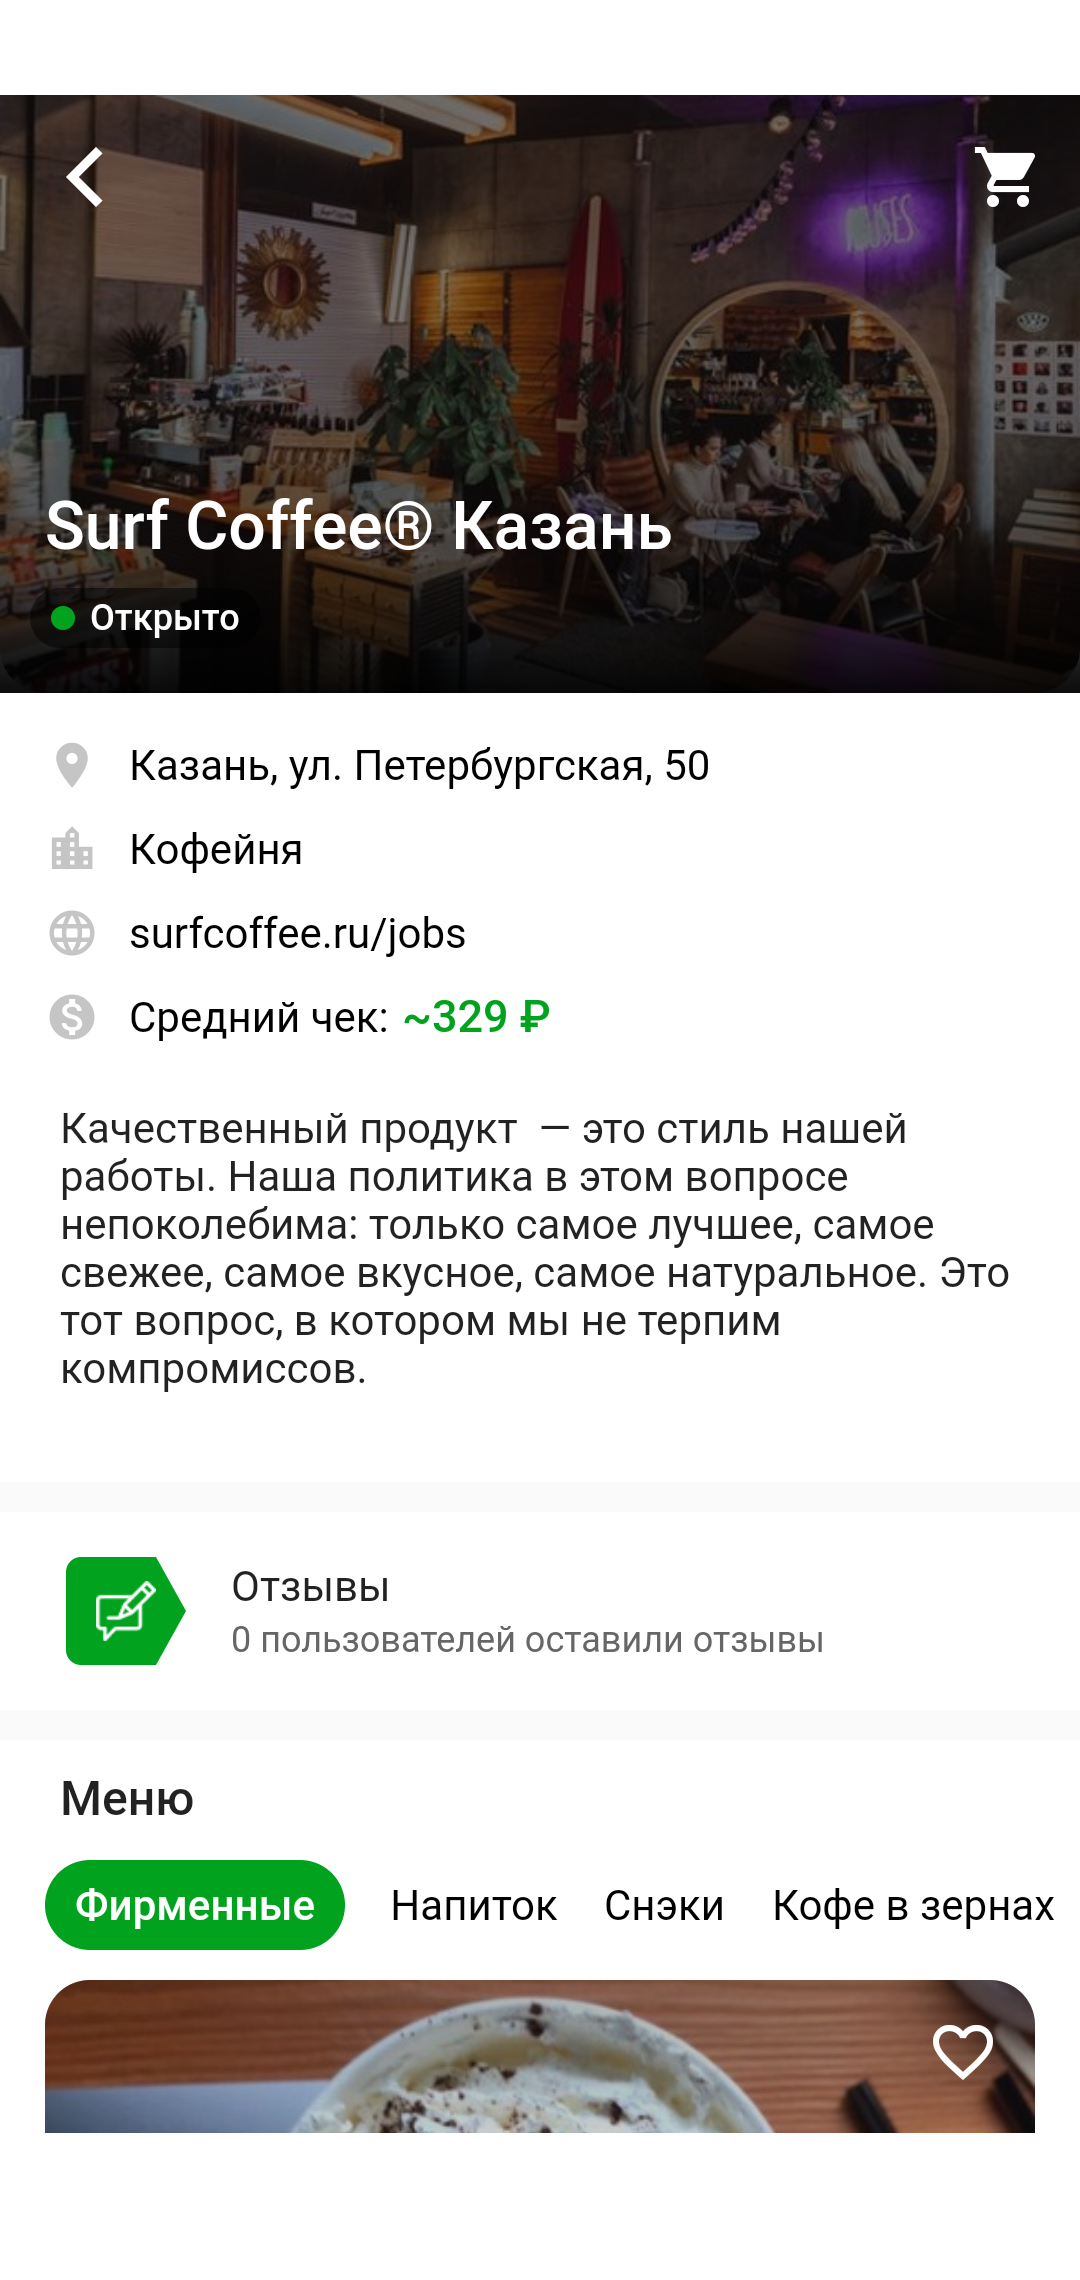 Surf Coffee® Казань
Открыто
Казань, ул. Петербургская, 50
Кофейня
surfcoffee.ru/jobs
Средний чек: ~329 ₽
Качественный продукт — это стиль нашей
работы. Наша политика в этом вопросе
непоколебима: только самое лучшее, самое
свежее, самое вкусное, самое натуральное. Это
тот вопрос, в котором мы не терпим
компромиссов.
Отзывы
0 пользователей оставили отзывы
Меню
Фирменные Напиток Снэки Кофе в зернах